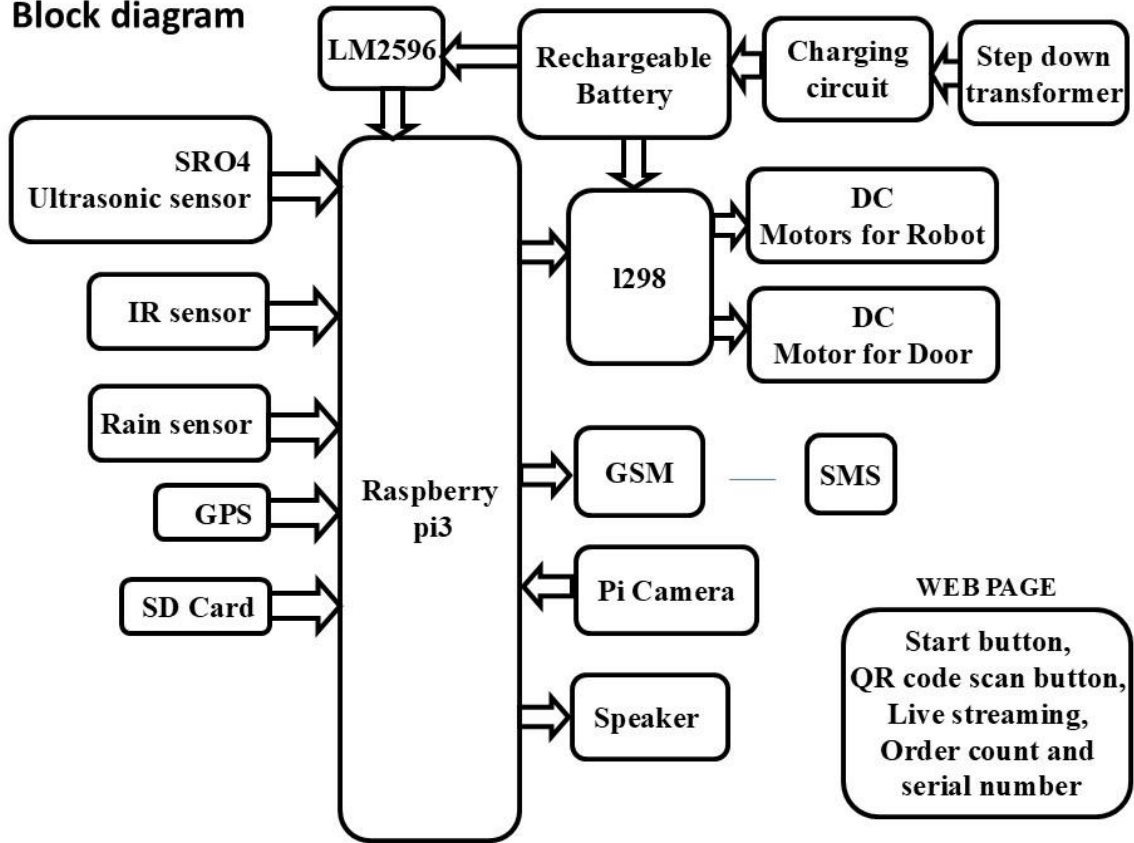 Block diagram
LM2596
Rechargeable
Battery
Charging
circuit
Step down
transformer
SRO4
Ultrasonic sensor
IR sensor
Rain sensor
GPS
SD Card
Raspberry
pi3
l298
DC
Motors for Robot
DC
Motor for Door
GSM
SMS
Pi Camera
Speaker
WEB PAGE
Start button,
QR code scan button,
Live streaming,
Order count and
serial number